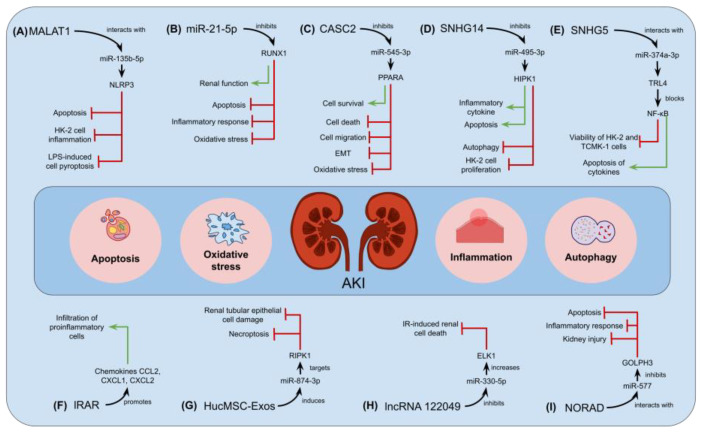 (A) MALAT1
interacts with
miR-135b-5p
NLRP3
Apoptosis
HK-2 cell
inflammation
LPS-induced
cell pyroptosis
(B) miR-21-5p
inhibits
RUNX1
Renal function
Apoptosis
Inflammatory response
Oxidative stress
(C) CASC2
inhibits
miR-545-3p
PPARA
Cell survival
Cell death
Cell migration
EMT
Oxidative stress
(D) SNHG14
inhibits
miR-495-3p
HIPK1
Inflammatory
cytokine
Apoptosis
Autophagy
HK-2 cell
proliferation
(E) SNHG5
interacts with
miR-374a-3p
TRL4
blocks
NF-κB
Viability of HK-2 and
TCMK-1 cells
Apoptosis of
cytokines
Apoptosis
Oxidative
stress
AKI
Inflammation
Autophagy
Infiltration of
proinflammatory
cells
Chemokines CCL2,
CXCL1, CXCL2
(F) IRAR
promotes
Renal tubular epithelial
cell damage
Necroptosis
RIPK1
targets
miR-874-3p
(G) HucMSC-Exos
induces
IR-induced renal
cell death
ELK1
increases
miR-330-5p
(H) lncRNA 122049
inhibits
Apoptosis
Inflammatory response
Kidney injury
GOLPH3
inhibits
miR-577
(I) NORAD
interacts with